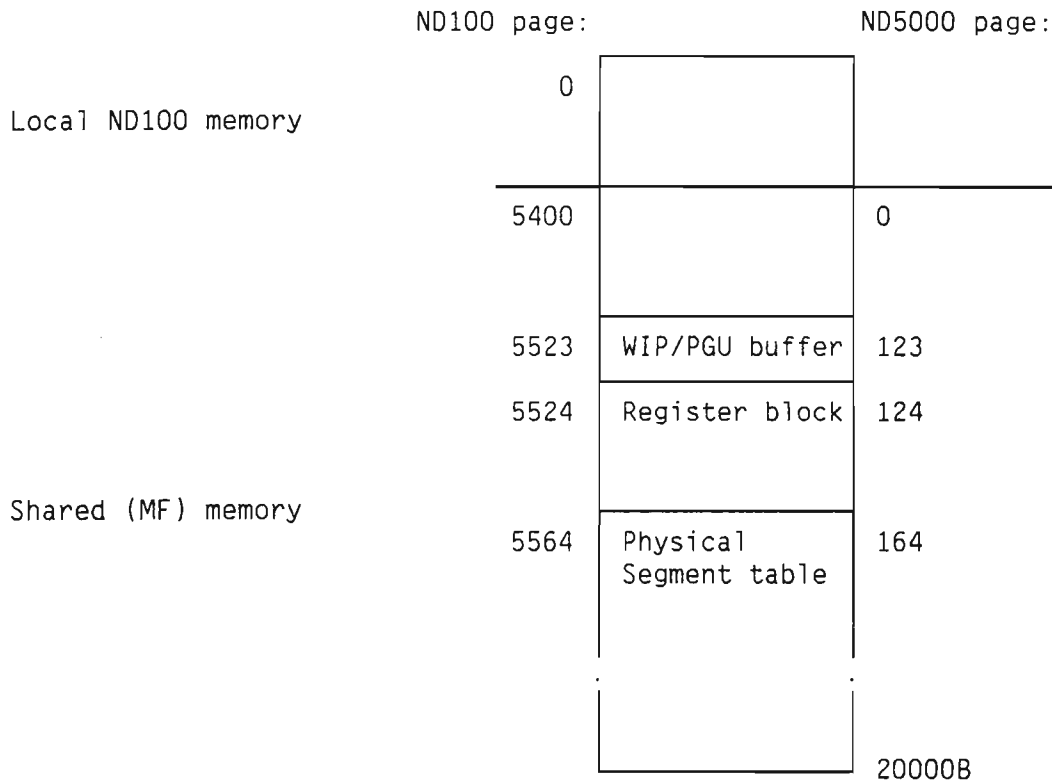 ND100 page: ND5000 page:
0
Local ND100 memory
5400 0
5523 WIP/PGU buffer 123
5524 Register block 124
Shared (MF) memory
5564 Physical 164
Segment table
. .
20000B